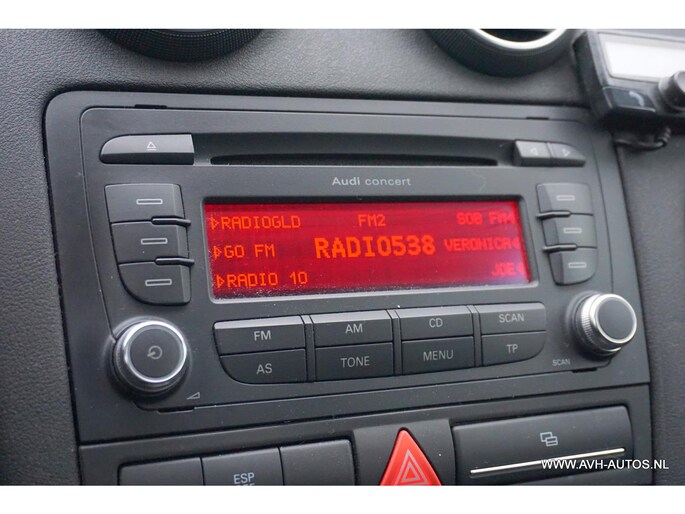 Audi concert
RADIOGLD FM2 808 FM
GO FM RADIO538 VERONICA
RADIO 10 JOE
FM AM CD SCAN
AS TONE MENU TP
SCAN
ESP
WWW.AVH-AUTOS.NL